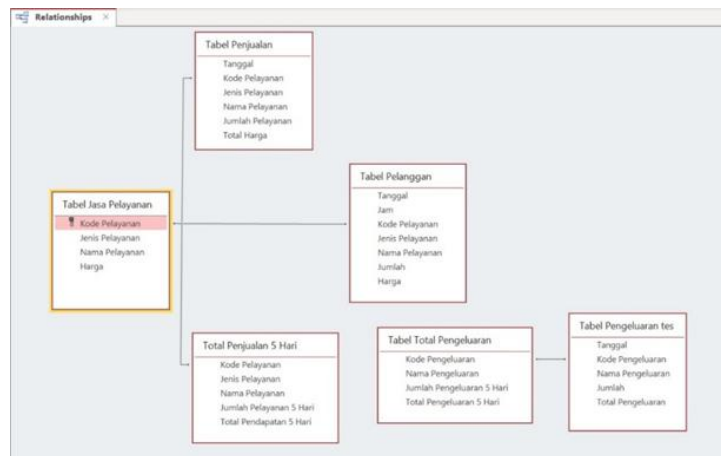 Relationships
Tabel Penjualan
Tanggal
Kode Pelayanan
Jenis Pelayanan
Nama Pelayanan
Jumlah Pelayanan
Total Harga
Tabel Jasa Pelayanan
Kode Pelayanan
Jenis Pelayanan
Nama Pelayanan
Harga
Tabel Pelanggan
Tanggal
Jam
Kode Pelayanan
Jenis Pelayanan
Nama Pelayanan
Jumlah
Harga
Total Penjualan 5 Hari
Kode Pelayanan
Jenis Pelayanan
Nama Pelayanan
Jumlah Pelayanan 5 Hari
Total Pendapatan 5 Hari
Tabel Total Pengeluaran
Kode Pengeluaran
Nama Pengeluaran
Jumlah Pengeluaran 5 Hari
Total Pengeluaran 5 Hari
Tabel Pengeluaran tes
Tanggal
Kode Pengeluaran
Nama Pengeluaran
Jumlah
Total Pengeluaran